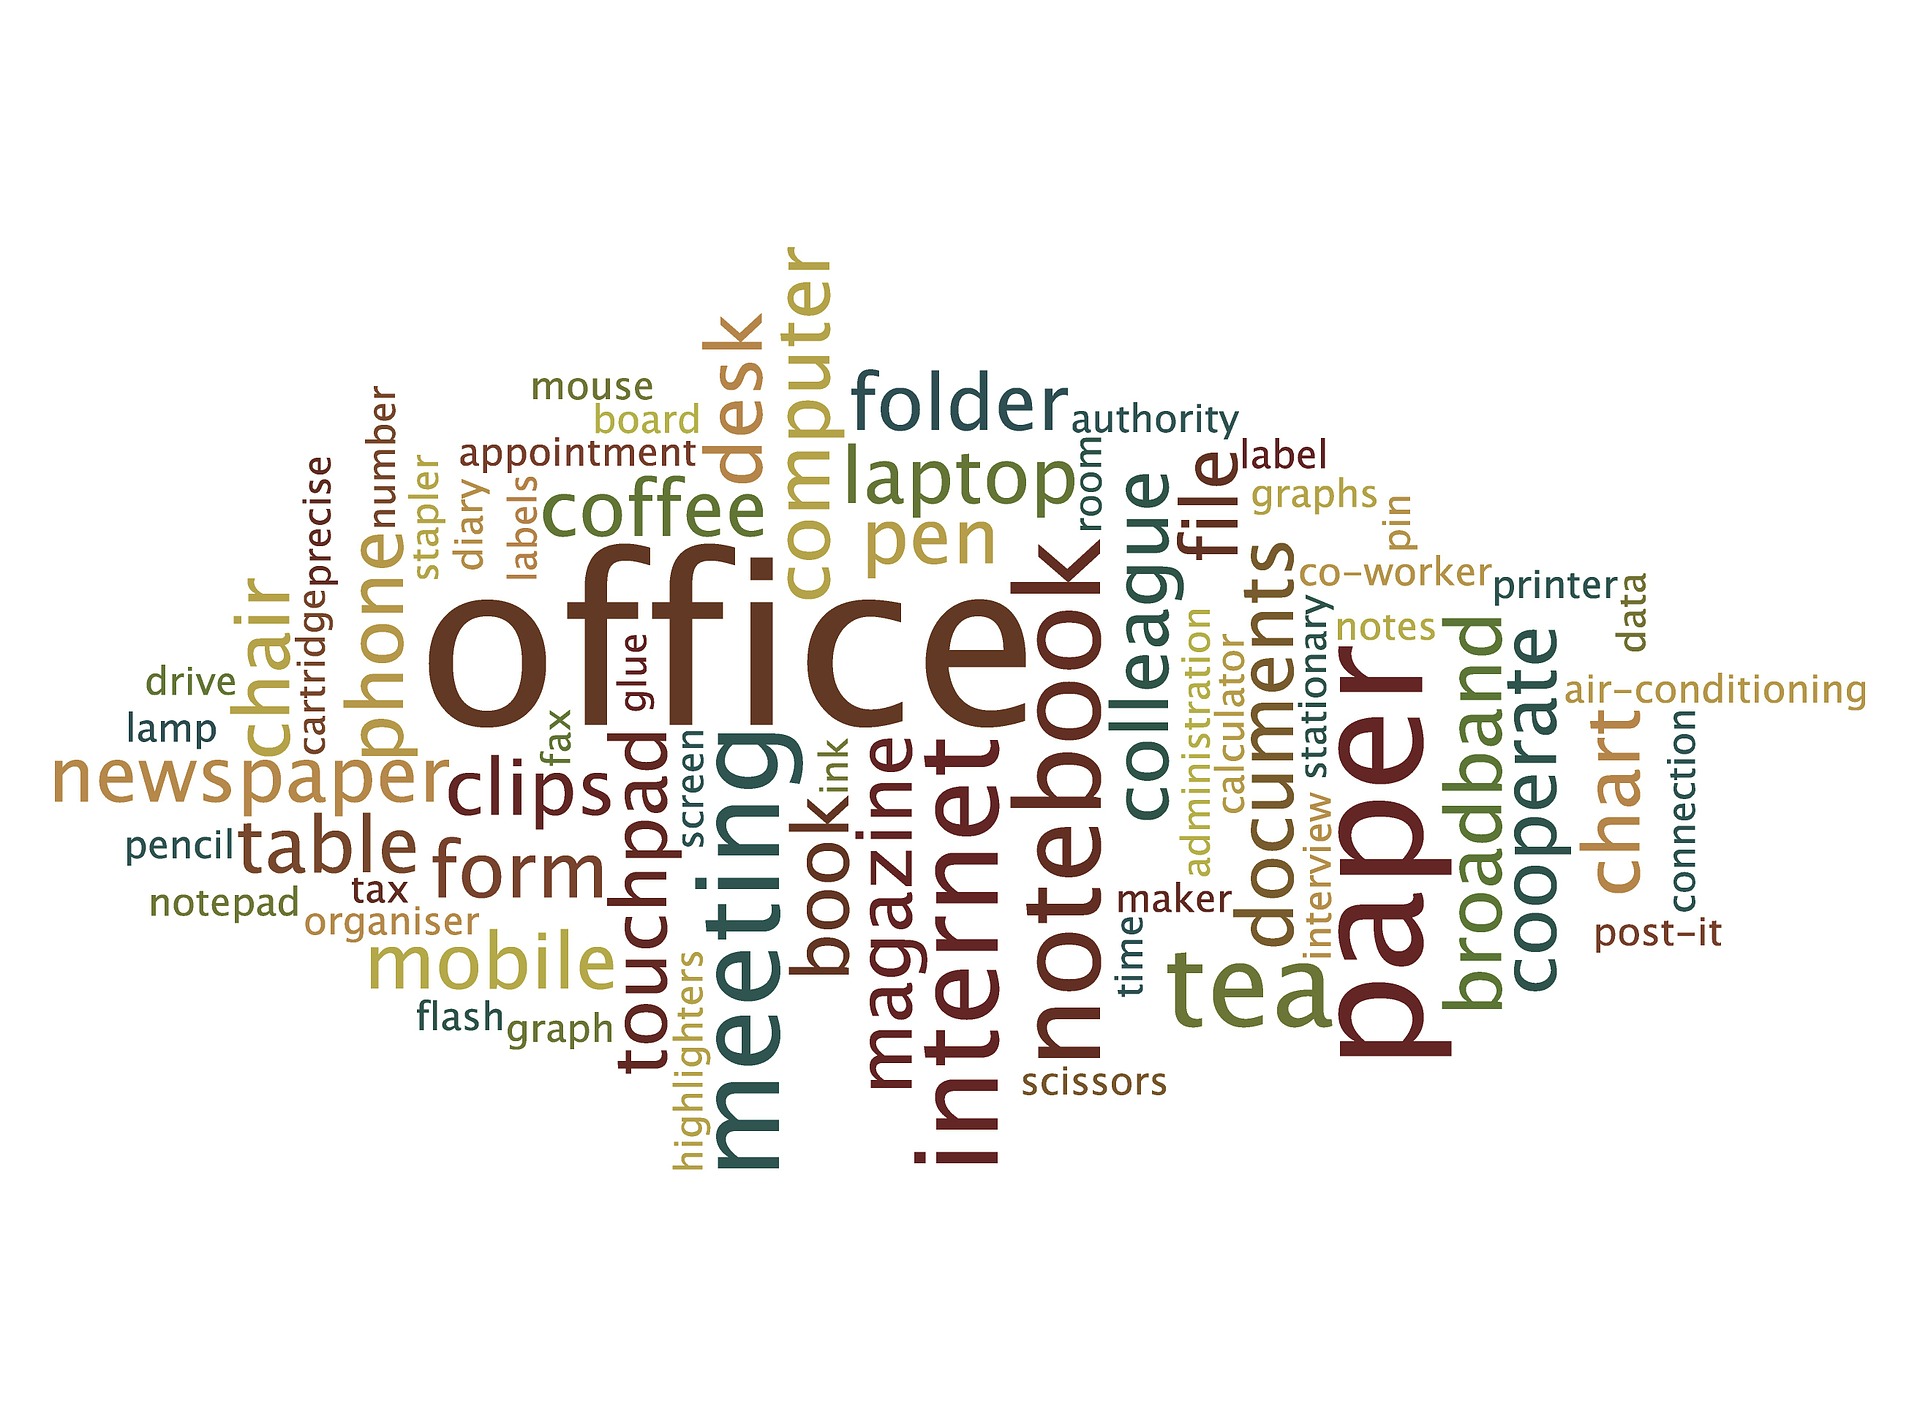 computer
desk
mouse
folder
board
authority
number
appointment
room
label
laptop
file
precise
stapler
diary
labels
coffee
colleague
graphs
pin
pen
office
notebook
documents
co-worker
printer
data
chair
cartridge
phone
stationary
notes
broadband
cooperate
glue
administration
calculator
paper
drive
air-conditioning
lamp
fax
chart
connection
newspaper
clips
touchpad
screen
meeting
ink
magazine
internet
book
interview
pencil
table
form
tax
maker
notepad
organiser
time
post-it
mobile
highlighters
tea
flash
graph
scissors